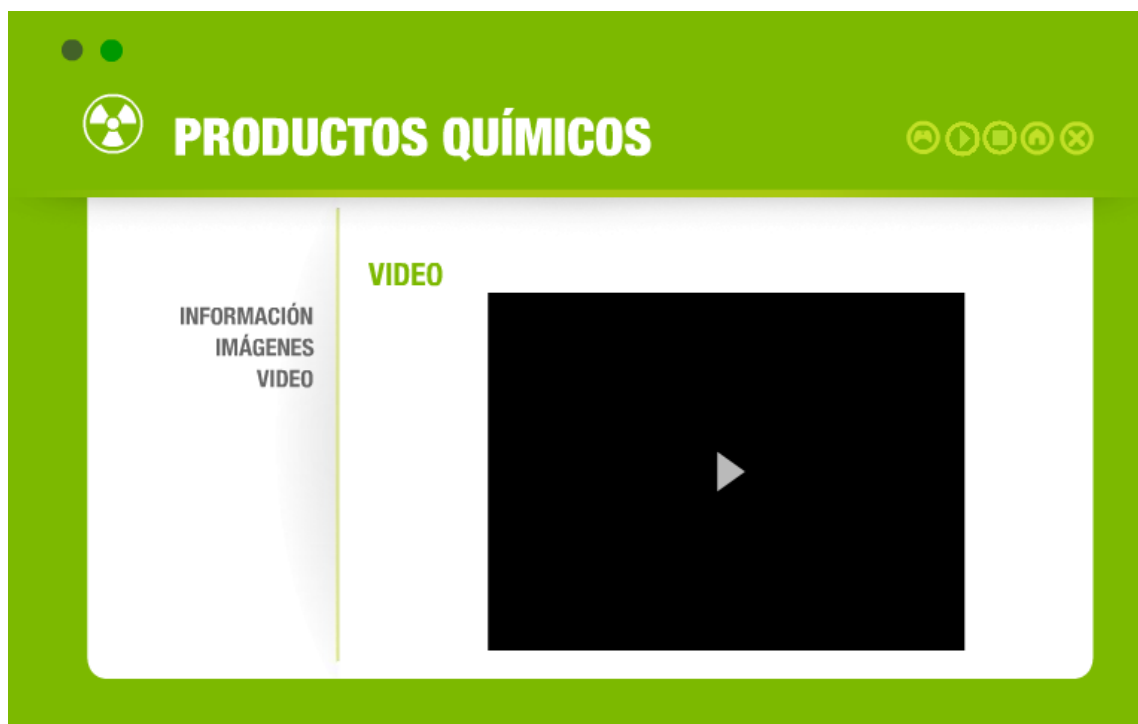 PRODUCTOS QUÍMICOS
VIDEO
INFORMACIÓN
IMÁGENES
VIDEO